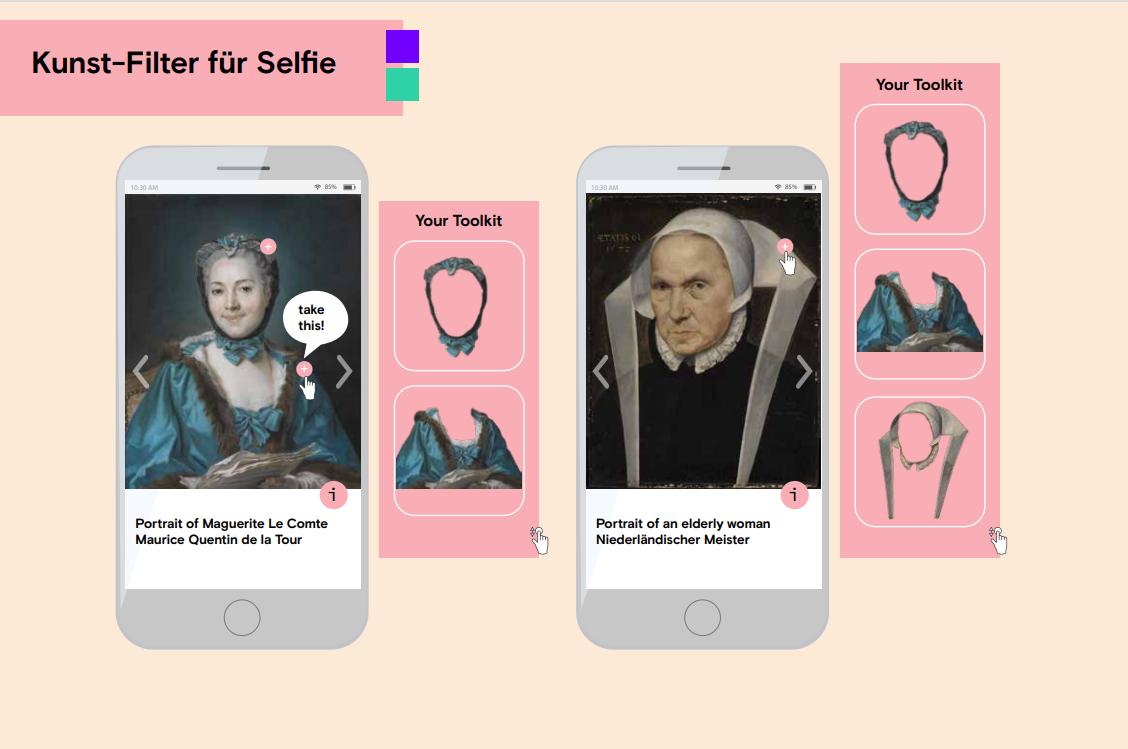 Kunst-Filter für Selfie
10:30 AM
85%
take
this!
i
Portrait of Maguerite Le Comte
Maurice Quentin de la Tour
Your Toolkit
10:30 AM
85%
ÆTATIS 61
i
Portrait of an elderly woman
Niederländischer Meister
Your Toolkit